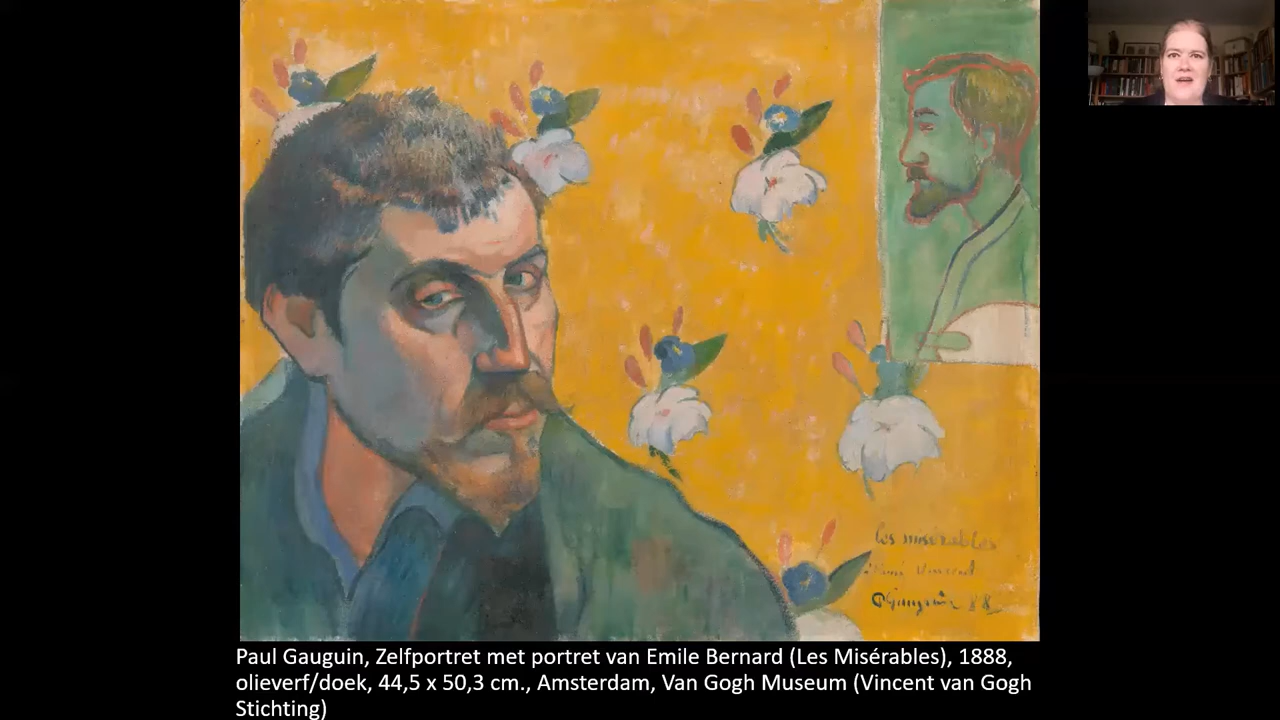 les misérables
à l'ami Vincent
P Gauguin 88
Paul Gauguin, Zelfportret met portret van Emile Bernard (Les Misérables), 1888,
olieverf/doek, 44,5 x 50,3 cm., Amsterdam, Van Gogh Museum (Vincent van Gogh
Stichting)